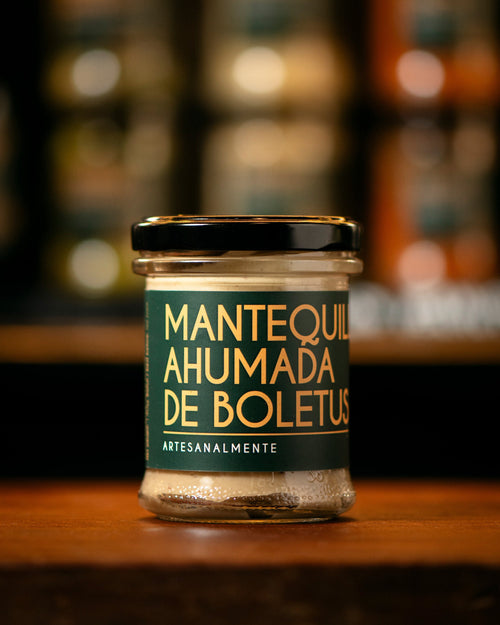 MANTEQUIL
AHUMADA
DE BOLETUS
ARTESANALMENTE